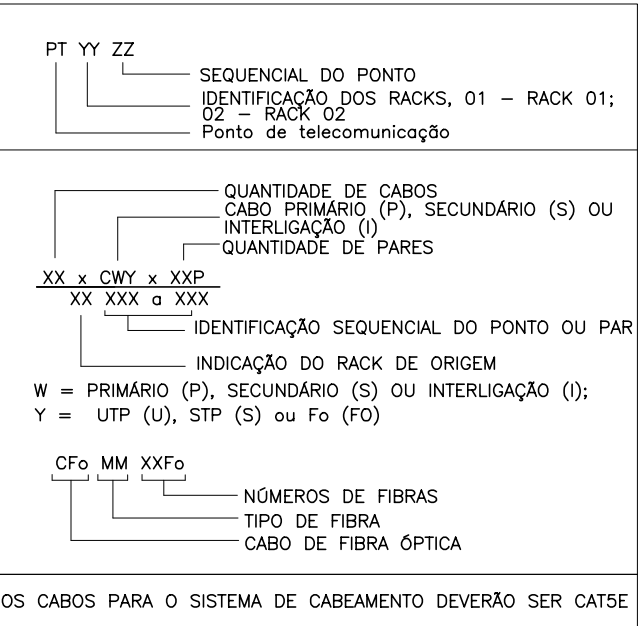 PT YY ZZ
SEQUENCIAL DO PONTO
IDENTIFICAÇÃO DOS RACKS, 01 – RACK 01;
02 – RACK 02
Ponto de telecomunicação
QUANTIDADE DE CABOS
CABO PRIMÁRIO (P), SECUNDÁRIO (S) OU
INTERLIGAÇÃO (I)
QUANTIDADE DE PARES
XX x CWY x XXP
XX XXX a XXX
IDENTIFICAÇÃO SEQUENCIAL DO PONTO OU PAR
INDICAÇÃO DO RACK DE ORIGEM
W = PRIMÁRIO (P), SECUNDÁRIO (S) OU INTERLIGAÇÃO (I);
Y = UTP (U), STP (S) ou Fo (FO)
CFo MM XXFo
NÚMEROS DE FIBRAS
TIPO DE FIBRA
CABO DE FIBRA ÓPTICA
OS CABOS PARA O SISTEMA DE CABEAMENTO DEVERÃO SER CAT5E